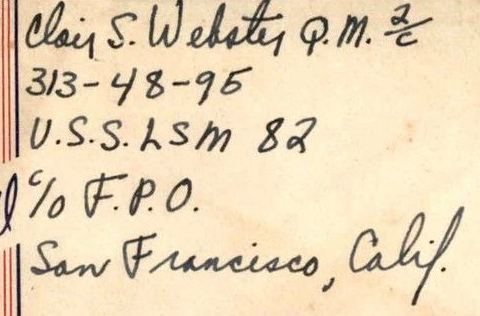 Clair S. Webster Q.M. 2/c
313-48-95
U.S.S. LSM 82
c/o F.P.O.
San Francisco, Calif.